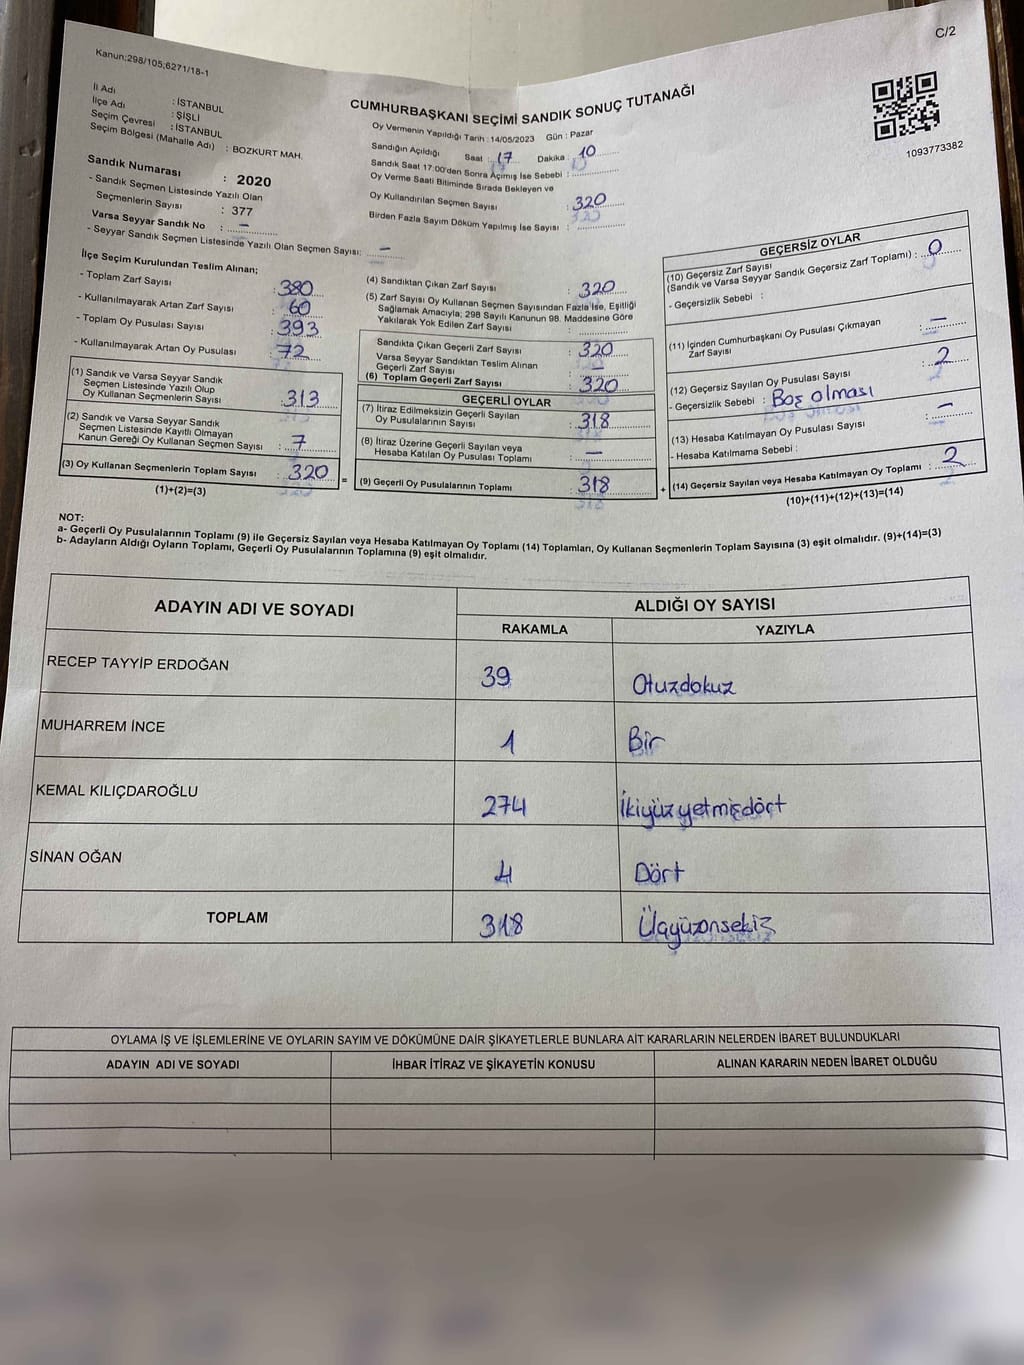 C/2
Kanun;298/105;6271/18-1
İl Adı : İSTANBUL
İlçe Adı : ŞİŞLİ
Seçim Çevresi : İSTANBUL
Seçim Bölgesi (Mahalle Adı) : BOZKURT MAH.
Sandık Numarası : 2020
- Sandık Seçmen Listesinde Yazılı Olan
Seçmenlerin Sayısı : 377
Varsa Seyyar Sandık No : –
- Seyyar Sandık Seçmen Listesinde Yazılı Olan Seçmen Sayısı: –
CUMHURBAŞKANI SEÇİMİ SANDIK SONUÇ TUTANAĞI
Oy Vermenin Yapıldığı Tarih : 14/05/2023 Gün : Pazar
Sandığın Açıldığı Saat : 17 Dakika : 10
Sandık Saat 17:00'den Sonra Açımış İse Sebebi :
Oy Verme Saati Bitiminde Sırada Bekleyen ve
Oy Kullandırılan Seçmen Sayısı : 320
Birden Fazla Sayım Döküm Yapılmış İse Sayısı :
1093773382
İlçe Seçim Kurulundan Teslim Alınan;
- Toplam Zarf Sayısı : 380
- Kullanılmayarak Artan Zarf Sayısı : 60
- Toplam Oy Pusulası Sayısı : 393
- Kullanılmayarak Artan Oy Pusulası : 72
(1) Sandık ve Varsa Seyyar Sandık
Seçmen Listesinde Yazılı Olup
Oy Kullanan Seçmenlerin Sayısı : 313
(2) Sandık ve Varsa Seyyar Sandık
Seçmen Listesinde Kayıtlı Olmayan
Kanun Gereği Oy Kullanan Seçmen Sayısı : 7
(3) Oy Kullanan Seçmenlerin Toplam Sayısı : 320
(1)+(2)=(3)
(4) Sandıktan Çıkan Zarf Sayısı : 320
(5) Zarf Sayısı Oy Kullanan Seçmen Sayısından Fazla İse, Eşitliği
Sağlamak Amacıyla; 298 Sayılı Kanunun 98. Maddesine Göre
Yakılarak Yok Edilen Zarf Sayısı :
Sandıkta Çıkan Geçerli Zarf Sayısı : 320
Varsa Seyyar Sandıktan Teslim Alınan
Geçerli Zarf Sayısı : –
(6) Toplam Geçerli Zarf Sayısı : 320
GEÇERLİ OYLAR
(7) İtiraz Edilmeksizin Geçerli Sayılan
Oy Pusulalarının Sayısı : 318
(8) İtiraz Üzerine Geçerli Sayılan veya
Hesaba Katılan Oy Pusulası Toplamı : –
= (9) Geçerli Oy Pusulalarının Toplamı : 318
GEÇERSİZ OYLAR
(10) Geçersiz Zarf Sayısı
(Sandık ve Varsa Seyyar Sandık Geçersiz Zarf Toplamı) : 0
- Geçersizlik Sebebi :
(11) İçinden Cumhurbaşkanı Oy Pusulası Çıkmayan
Zarf Sayısı : –
(12) Geçersiz Sayılan Oy Pusulası Sayısı : 2
- Geçersizlik Sebebi : Boş olması
(13) Hesaba Katılmayan Oy Pusulası Sayısı : –
- Hesaba Katılmama Sebebi :
+ (14) Geçersiz Sayılan veya Hesaba Katılmayan Oy Toplamı : 2
(10)+(11)+(12)+(13)=(14)
NOT:
a- Geçerli Oy Pusulalarının Toplamı (9) ile Geçersiz Sayılan veya Hesaba Katılmayan Oy Toplamı (14) Toplamları, Oy Kullanan Seçmenlerin Toplam Sayısına (3) eşit olmalıdır. (9)+(14)=(3)
b- Adayların Aldığı Oyların Toplamı, Geçerli Oy Pusulalarının Toplamına (9) eşit olmalıdır.
ADAYIN ADI VE SOYADI ALDIĞI OY SAYISI
RAKAMLA YAZIYLA
RECEP TAYYİP ERDOĞAN 39 Otuzdokuz
MUHARREM İNCE 1 Bir
KEMAL KILIÇDAROĞLU 274 İkiyüzyetmişdört
SİNAN OĞAN 4 Dört
TOPLAM 318 Üçyüzonsekiz
OYLAMA İŞ VE İŞLEMLERİNE VE OYLARIN SAYIM VE DÖKÜMÜNE DAİR ŞİKAYETLERLE BUNLARA AİT KARARLARIN NELERDEN İBARET BULUNDUKLARI
ADAYIN ADI VE SOYADI İHBAR İTİRAZ VE ŞİKAYETİN KONUSU ALINAN KARARIN NEDEN İBARET OLDUĞU